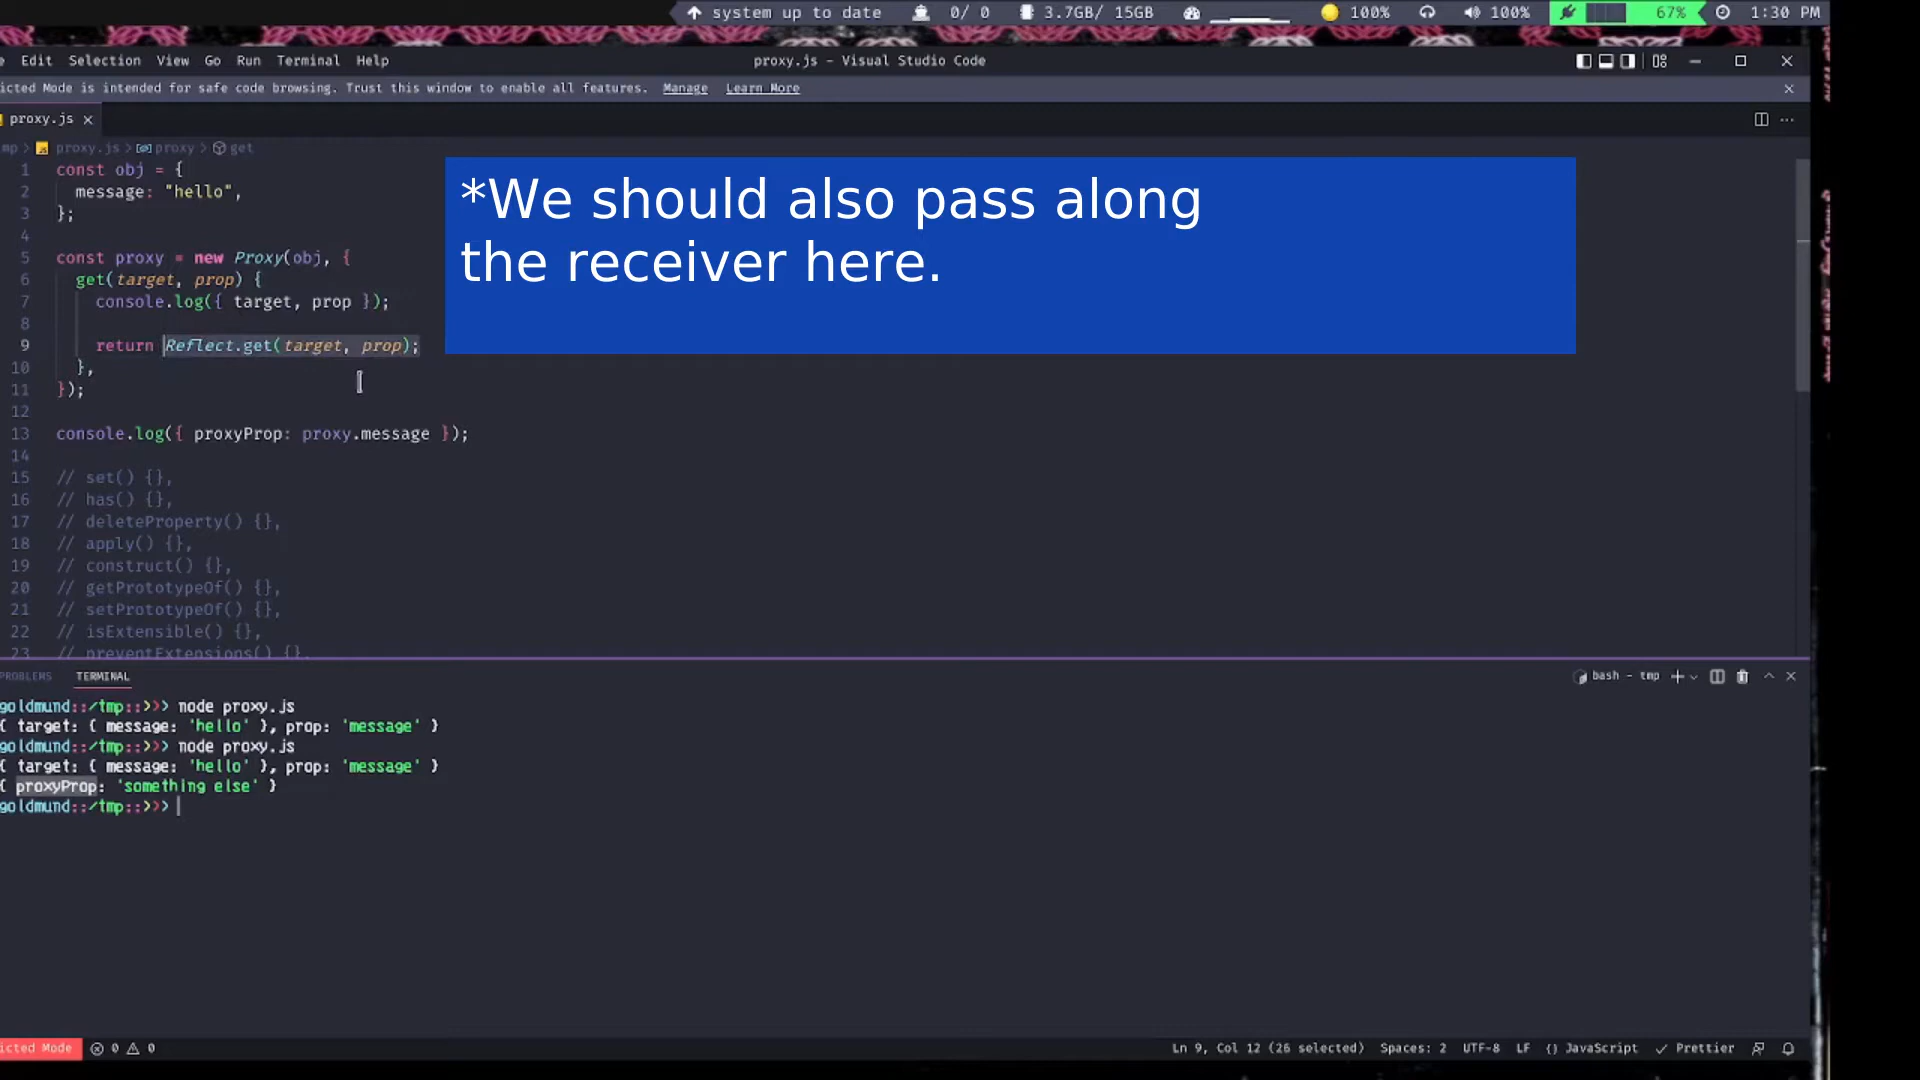 system up to date 0/ 0 3.7GB/ 15GB 100% 100% 67% 1:30 PM
Edit Selection View Go Run Terminal Help proxy.js - Visual Studio Code
icted Mode is intended for safe code browsing. Trust this window to enable all features. Manage Learn More
proxy.js
mp > proxy.js > proxy > get
1 const obj = {
2 message: "hello",
3 };
4
5 const proxy = new Proxy(obj, {
6 get(target, prop) {
7 console.log({ target, prop });
8
9 return Reflect.get(target, prop);
10 },
11 });
12
13 console.log({ proxyProp: proxy.message });
14
15 // set() {},
16 // has() {},
17 // deleteProperty() {},
18 // apply() {},
19 // construct() {},
20 // getPrototypeOf() {},
21 // setPrototypeOf() {},
22 // isExtensible() {},
23 // preventExtensions() {},
*We should also pass along
the receiver here.
PROBLEMS TERMINAL bash - tmp
goldmund::/tmp::>>> node proxy.js
{ target: { message: 'hello' }, prop: 'message' }
goldmund::/tmp::>>> node proxy.js
{ target: { message: 'hello' }, prop: 'message' }
{ proxyProp: 'something else' }
goldmund::/tmp::>>>
icted Mode 0 0 Ln 9, Col 12 (26 selected) Spaces: 2 UTF-8 LF {} JavaScript Prettier